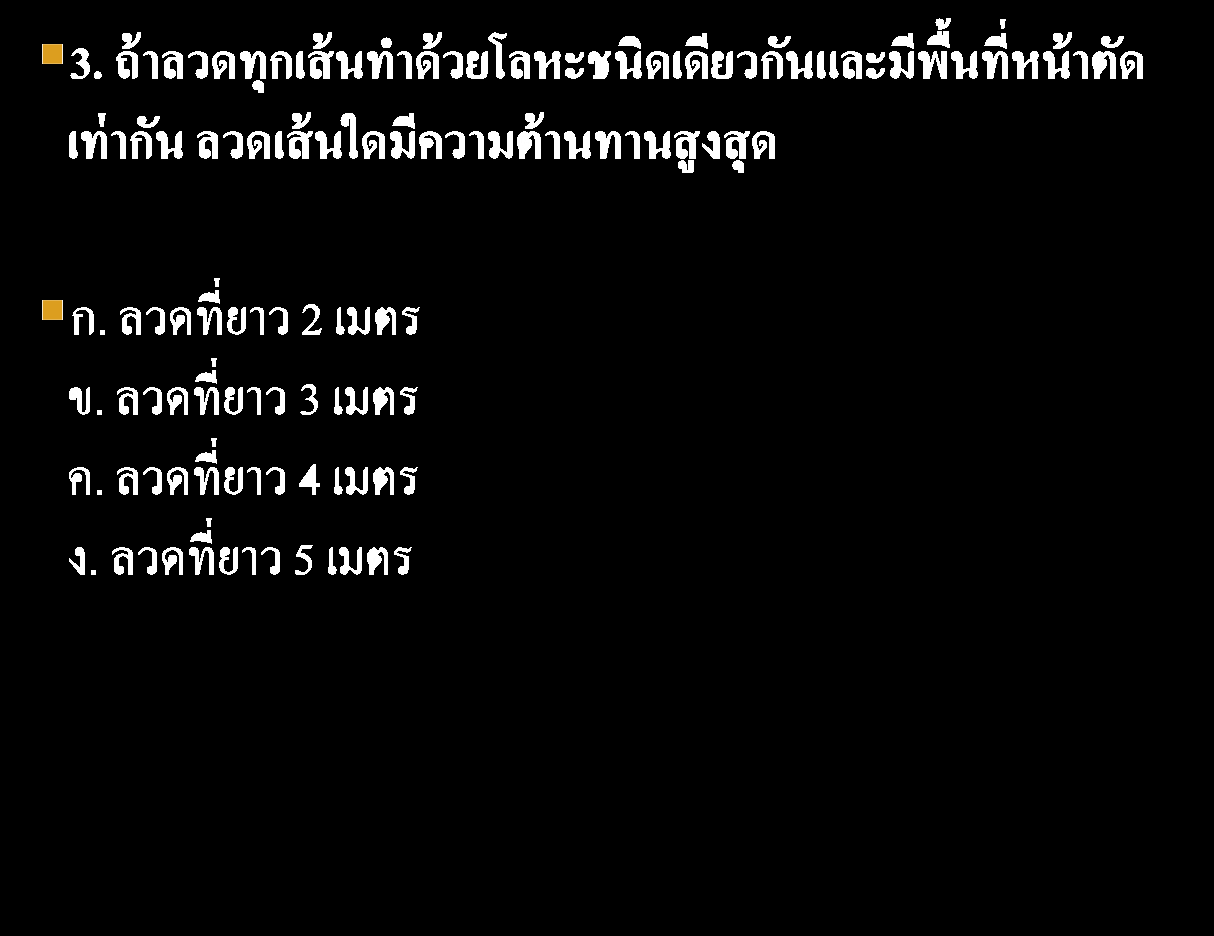 3. ถ้าลวดทุกเส้นทำด้วยโลหะชนิดเดียวกันและมีพื้นที่หน้าตัด
เท่ากัน ลวดเส้นใดมีความต้านทานสูงสุด
ก. ลวดที่ยาว 2 เมตร
ข. ลวดที่ยาว 3 เมตร
ค. ลวดที่ยาว 4 เมตร
ง. ลวดที่ยาว 5 เมตร